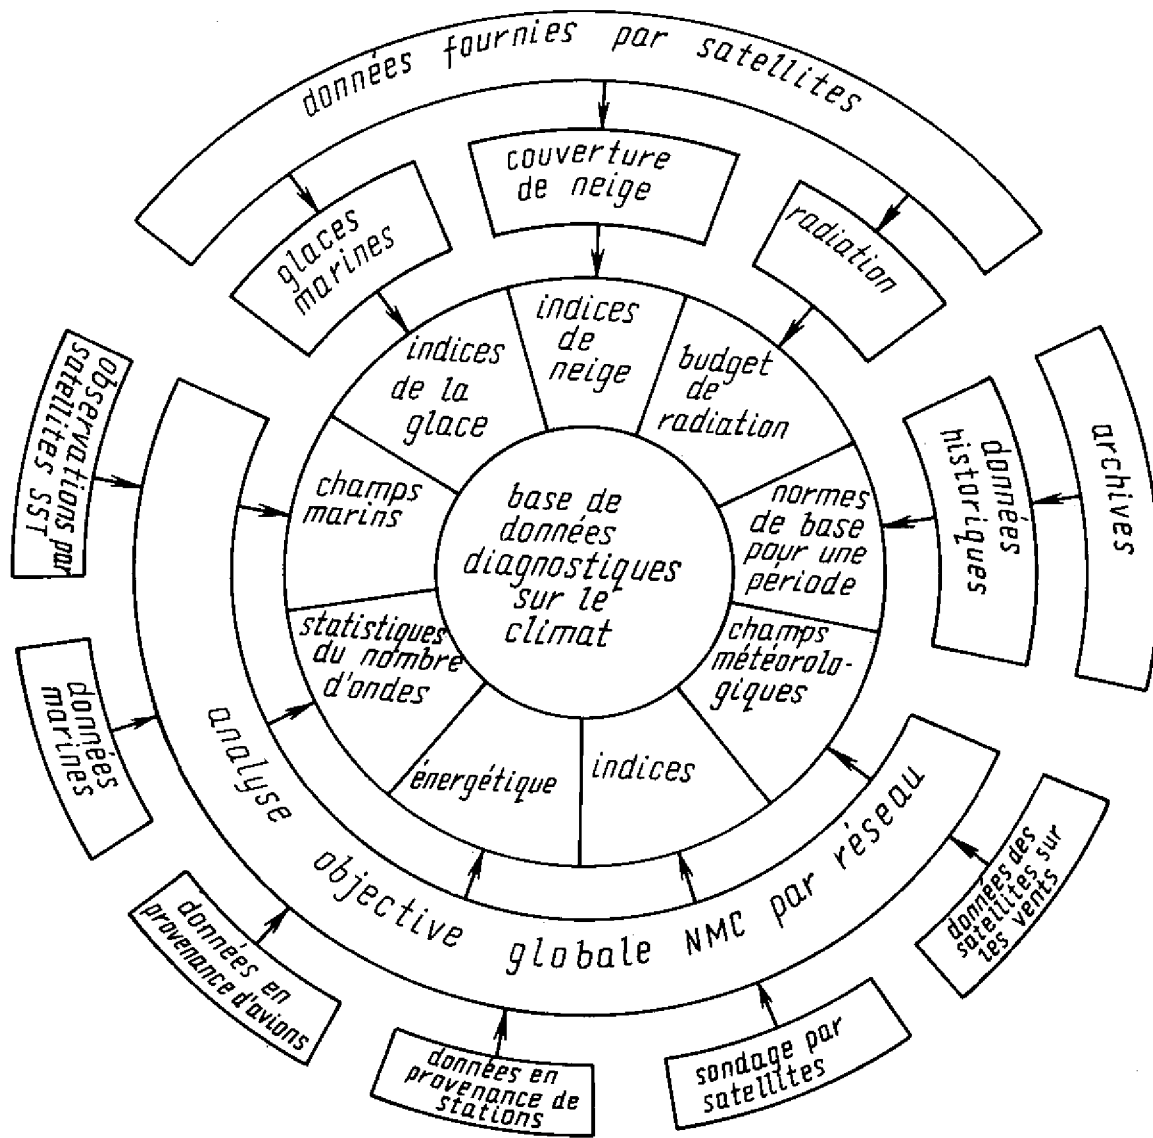 données fournies par satellites
couverture
de neige
glaces
marines
radiation
indices
de
neige
indices
de la
glace
budget
de
radiation
observations par
satellites SST
archives
données
historiques
champs
marins
normes
de base
pour une
période
base de
données
diagnostiques
sur le
climat
statistiques
du nombre
d'ondes
champs
météorolo-
giques
énergétique
indices
données
marines
analyse objective globale NMC par réseau
données des
satellites sur
les vents
données en
provenance d'avions
données en
provenance de
stations
sondage par
satellites